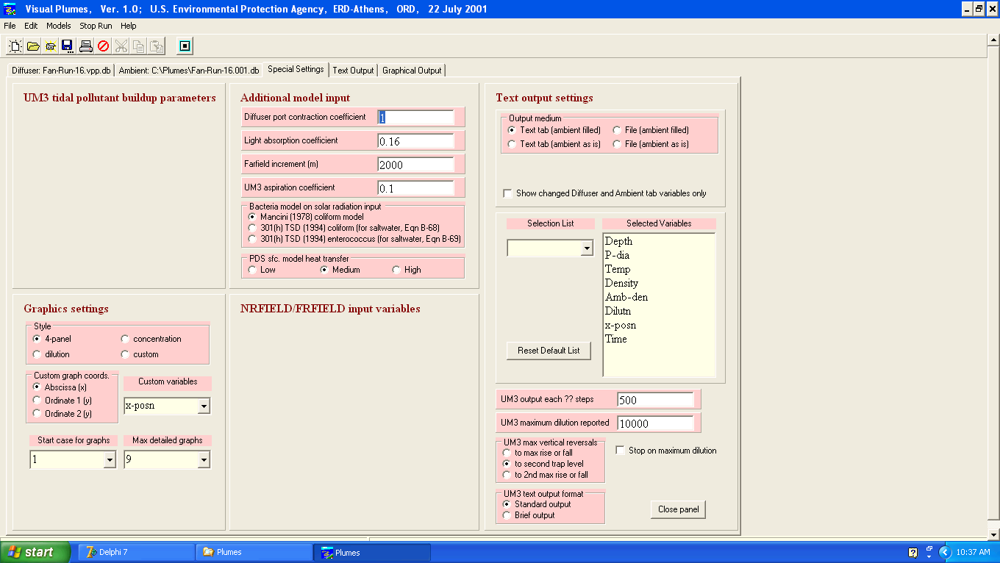 Visual Plumes, Ver. 1.0; U.S. Environmental Protection Agency, ERD-Athens, ORD, 22 July 2001
File Edit Models Stop Run Help
Diffuser: Fan-Run-16.vpp.db Ambient: C:\Plumes\Fan-Run-16.001.db Special Settings Text Output Graphical Output
UM3 tidal pollutant buildup parameters
Additional model input
Diffuser port contraction coefficient 1
Light absorption coefficient 0.16
Farfield increment (m) 2000
UM3 aspiration coefficient 0.1
Bacteria model on solar radiation input
Mancini (1978) coliform model
301(h) TSD (1994) coliform (for saltwater, Eqn B-68)
301(h) TSD (1994) enterococcus (for saltwater, Eqn B-69)
PDS sfc. model heat transfer
Low Medium High
Graphics settings
Style
4-panel concentration
dilution custom
Custom graph coords.
Abscissa (x)
Ordinate 1 (y)
Ordinate 2 (y)
Custom variables
x-posn
Start case for graphs
1
Max detailed graphs
9
NRFIELD/FRFIELD input variables
Text output settings
Output medium
Text tab (ambient filled) File (ambient filled)
Text tab (ambient as is) File (ambient as is)
Show changed Diffuser and Ambient tab variables only
Selection List
Reset Default List
Selected Variables
Depth
P-dia
Temp
Density
Amb-den
Dilutn
x-posn
Time
UM3 output each ?? steps 500
UM3 maximum dilution reported 10000
UM3 max vertical reversals
to max rise or fall
to second trap level
to 2nd max rise or fall
Stop on maximum dilution
UM3 text output format
Standard output
Brief output
Close panel
start Delphi 7 Plumes Plumes 10:37 AM